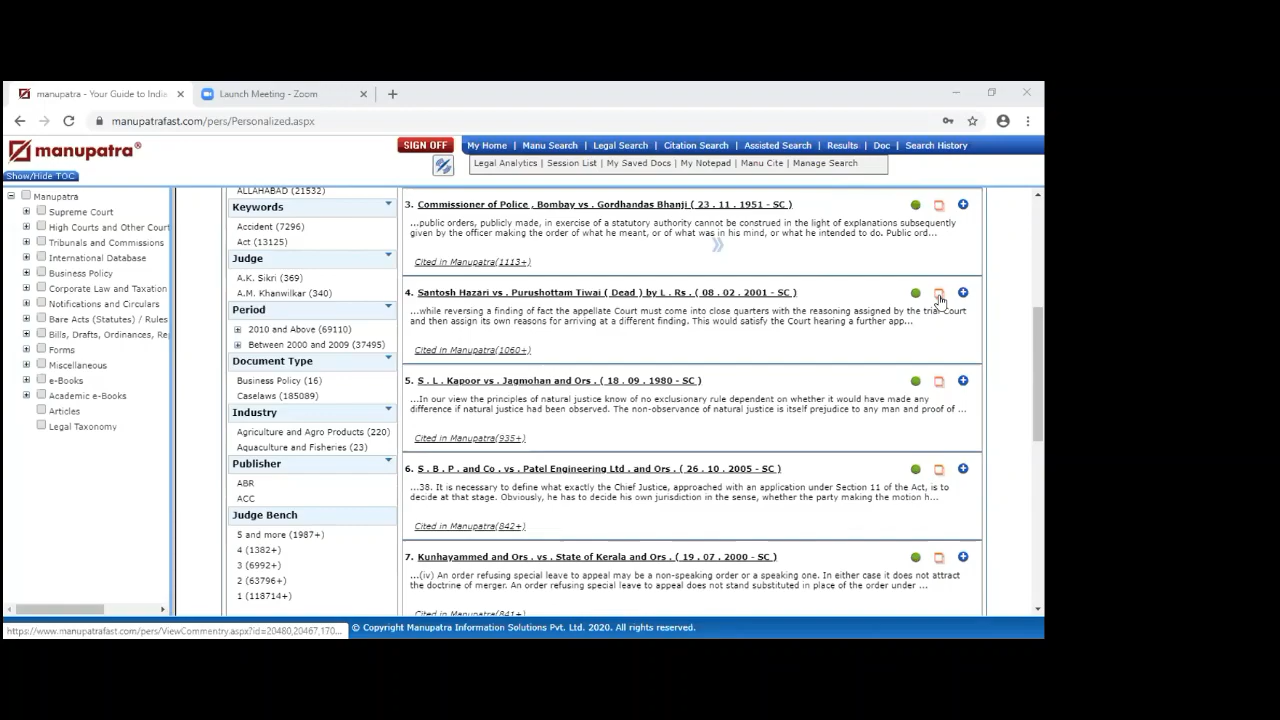 manupatra - Your Guide to India
Launch Meeting - Zoom
manupatrafast.com/pers/Personalized.aspx
manupatra®
SIGN OFF
My Home | Manu Search | Legal Search | Citation Search | Assisted Search | Results | Doc | Search History
Legal Analytics | Session List | My Saved Docs | My Notepad | Manu Cite | Manage Search
Show/Hide TOC
Manupatra
Supreme Court
High Courts and Other Court
Tribunals and Commissions
International Database
Business Policy
Corporate Law and Taxation
Notifications and Circulars
Bare Acts (Statutes) / Rules
Bills, Drafts, Ordinances, Re
Forms
Miscellaneous
e-Books
Academic e-Books
Articles
Legal Taxonomy
ALLAHABAD (21532)
Keywords
Accident (7296)
Act (13125)
Judge
A.K. Sikri (369)
A.M. Khanwilkar (340)
Period
2010 and Above (69110)
Between 2000 and 2009 (37495)
Document Type
Business Policy (16)
Caselaws (185089)
Industry
Agriculture and Agro Products (220)
Aquaculture and Fisheries (23)
Publisher
ABR
ACC
Judge Bench
5 and more (1987+)
4 (1382+)
3 (6992+)
2 (63796+)
1 (118714+)
3. Commissioner of Police , Bombay vs . Gordhandas Bhanji ( 23 . 11 . 1951 - SC )
...public orders, publicly made, in exercise of a statutory authority cannot be construed in the light of explanations subsequently
given by the officer making the order of what he meant, or of what was in his mind, or what he intended to do. Public ord...
Cited in Manupatra(1113+)
4. Santosh Hazari vs . Purushottam Tiwai ( Dead ) by L . Rs . ( 08 . 02 . 2001 - SC )
...while reversing a finding of fact the appellate Court must come into close quarters with the reasoning assigned by the trial Court
and then assign its own reasons for arriving at a different finding. This would satisfy the Court hearing a further app...
Cited in Manupatra(1060+)
5. S . L . Kapoor vs . Jagmohan and Ors . ( 18 . 09 . 1980 - SC )
...In our view the principles of natural justice know of no exclusionary rule dependent on whether it would have made any
difference if natural justice had been observed. The non-observance of natural justice is itself prejudice to any man and proof of ...
Cited in Manupatra(935+)
6. S . B . P . and Co . vs . Patel Engineering Ltd . and Ors . ( 26 . 10 . 2005 - SC )
...38. It is necessary to define what exactly the Chief Justice, approached with an application under Section 11 of the Act, is to
decide at that stage. Obviously, he has to decide his own jurisdiction in the sense, whether the party making the motion h...
Cited in Manupatra(842+)
7. Kunhayammed and Ors . vs . State of Kerala and Ors . ( 19 . 07 . 2000 - SC )
...(iv) An order refusing special leave to appeal may be a non-speaking order or a speaking one. In either case it does not attract
the doctrine of merger. An order refusing special leave to appeal does not stand substituted in place of the order under ...
Cited in Manupatra(841+)
https://www.manupatrafast.com/pers/ViewCommentry.aspx?id=20480,20467,170...
© Copyright Manupatra Information Solutions Pvt. Ltd. 2020. All rights reserved.